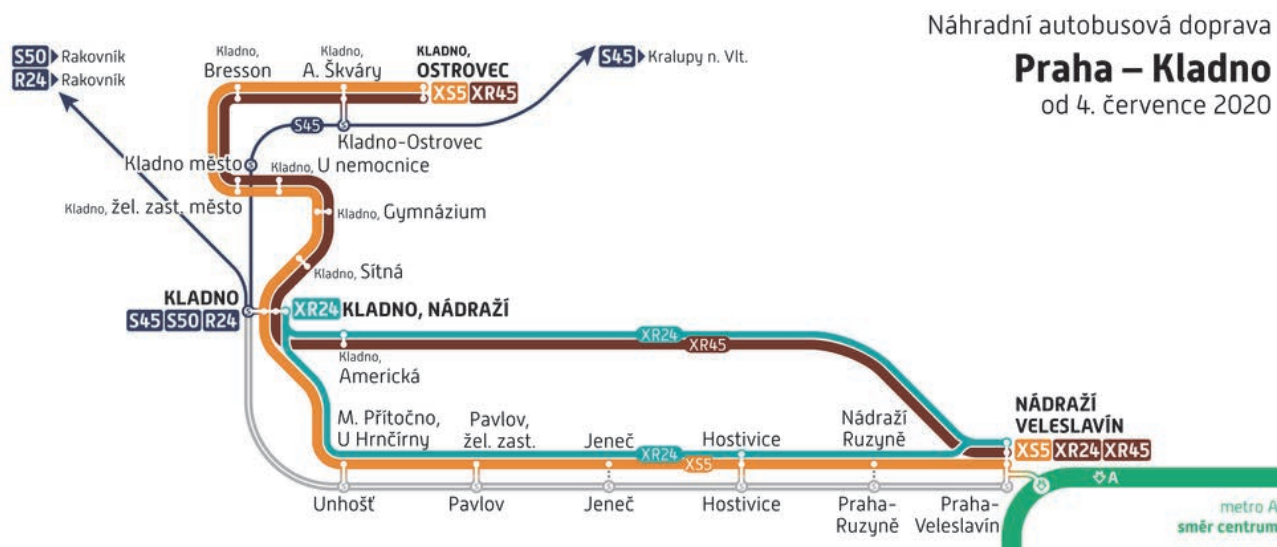 Náhradní autobusová doprava
Praha – Kladno
od 4. července 2020
S50 Rakovník
R24 Rakovník
Kladno,
Bresson
Kladno,
A. Škváry
KLADNO,
OSTROVEC
XS5 XR45
S45 Kralupy n. Vlt.
S45
Kladno-Ostrovec
Kladno město
Kladno, U nemocnice
Kladno, žel. zast. město
Kladno, Gymnázium
Kladno, Sítná
KLADNO
S45 S50 R24
XR24 KLADNO, NÁDRAŽÍ
XR24
XR45
Kladno,
Americká
M. Přítočno,
U Hrnčírny
Pavlov,
žel. zast.
Jeneč
Hostivice
Nádraží
Ruzyně
NÁDRAŽÍ
VELESLAVÍN
XS5 XR24 XR45
XR24
XS5
A
Unhošť
Pavlov
Jeneč
Hostivice
Praha-
Ruzyně
Praha-
Veleslavín
metro A
směr centrum